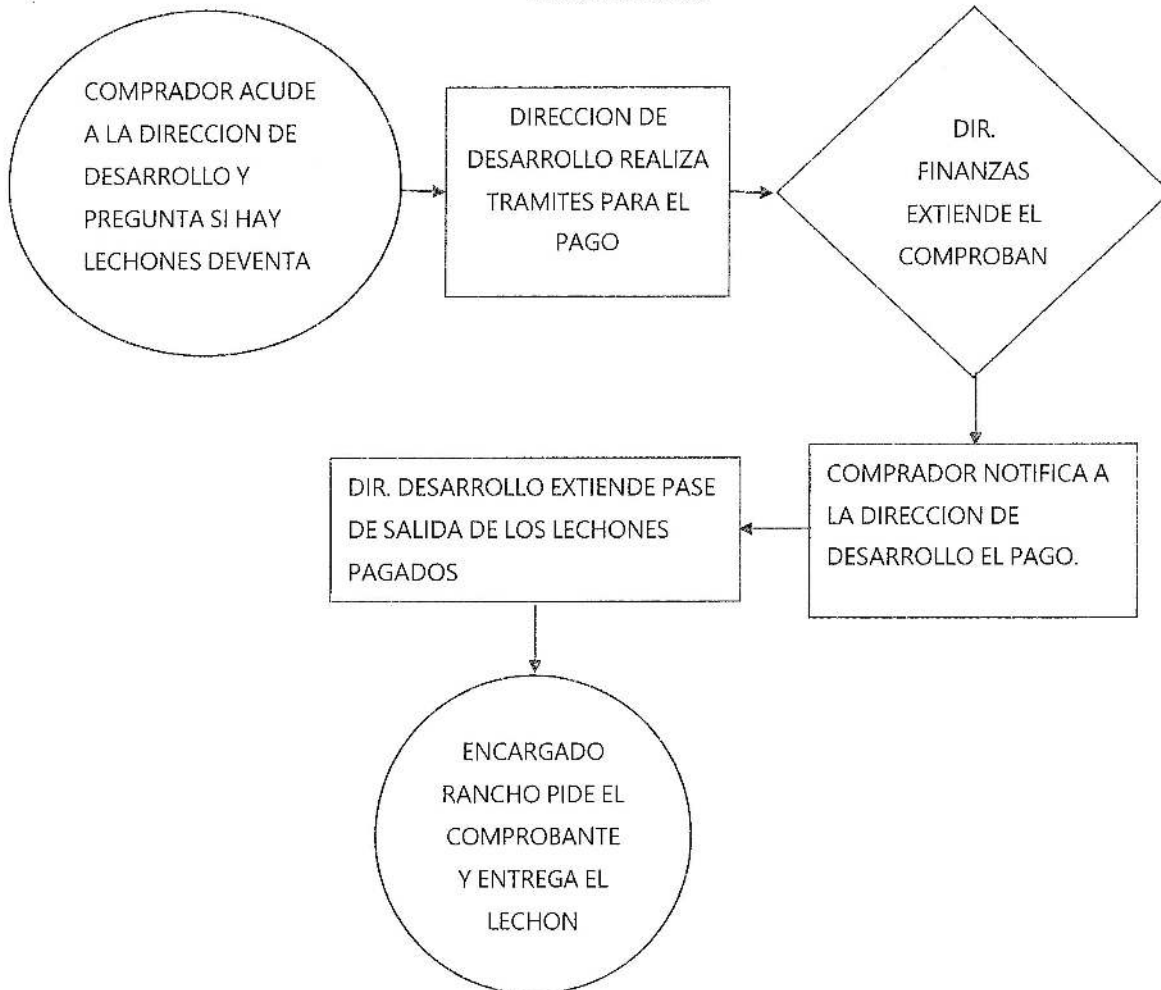 COMPRADOR ACUDE
A LA DIRECCION DE
DESARROLLO Y
PREGUNTA SI HAY
LECHONES DEVENTA
DIRECCION DE
DESARROLLO REALIZA
TRAMITES PARA EL
PAGO
DIR.
FINANZAS
EXTIENDE EL
COMPROBAN
COMPRADOR NOTIFICA A
LA DIRECCION DE
DESARROLLO EL PAGO.
DIR. DESARROLLO EXTIENDE PASE
DE SALIDA DE LOS LECHONES
PAGADOS
ENCARGADO
RANCHO PIDE EL
COMPROBANTE
Y ENTREGA EL
LECHON